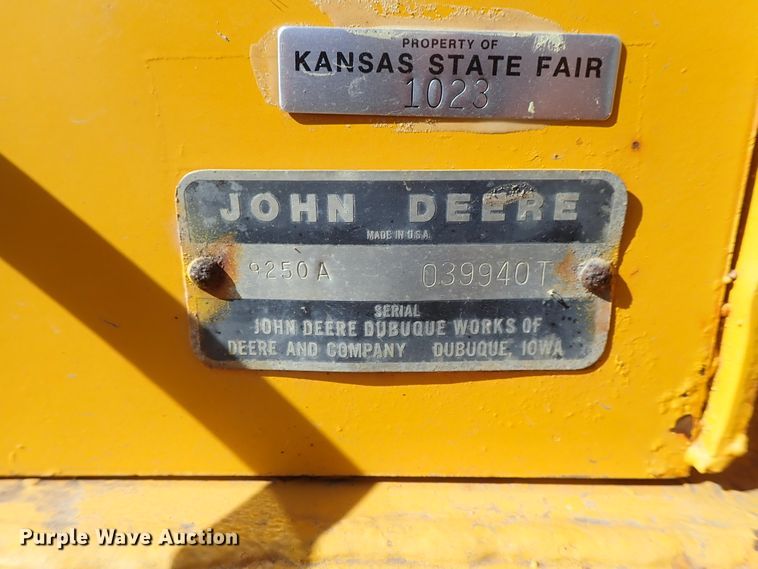 PROPERTY OF
KANSAS STATE FAIR
1023
JOHN DEERE
MADE IN U.S.A.
9250 A 039940T
SERIAL
JOHN DEERE DUBUQUE WORKS OF
DEERE AND COMPANY DUBUQUE, IOWA
Purple Wave Auction